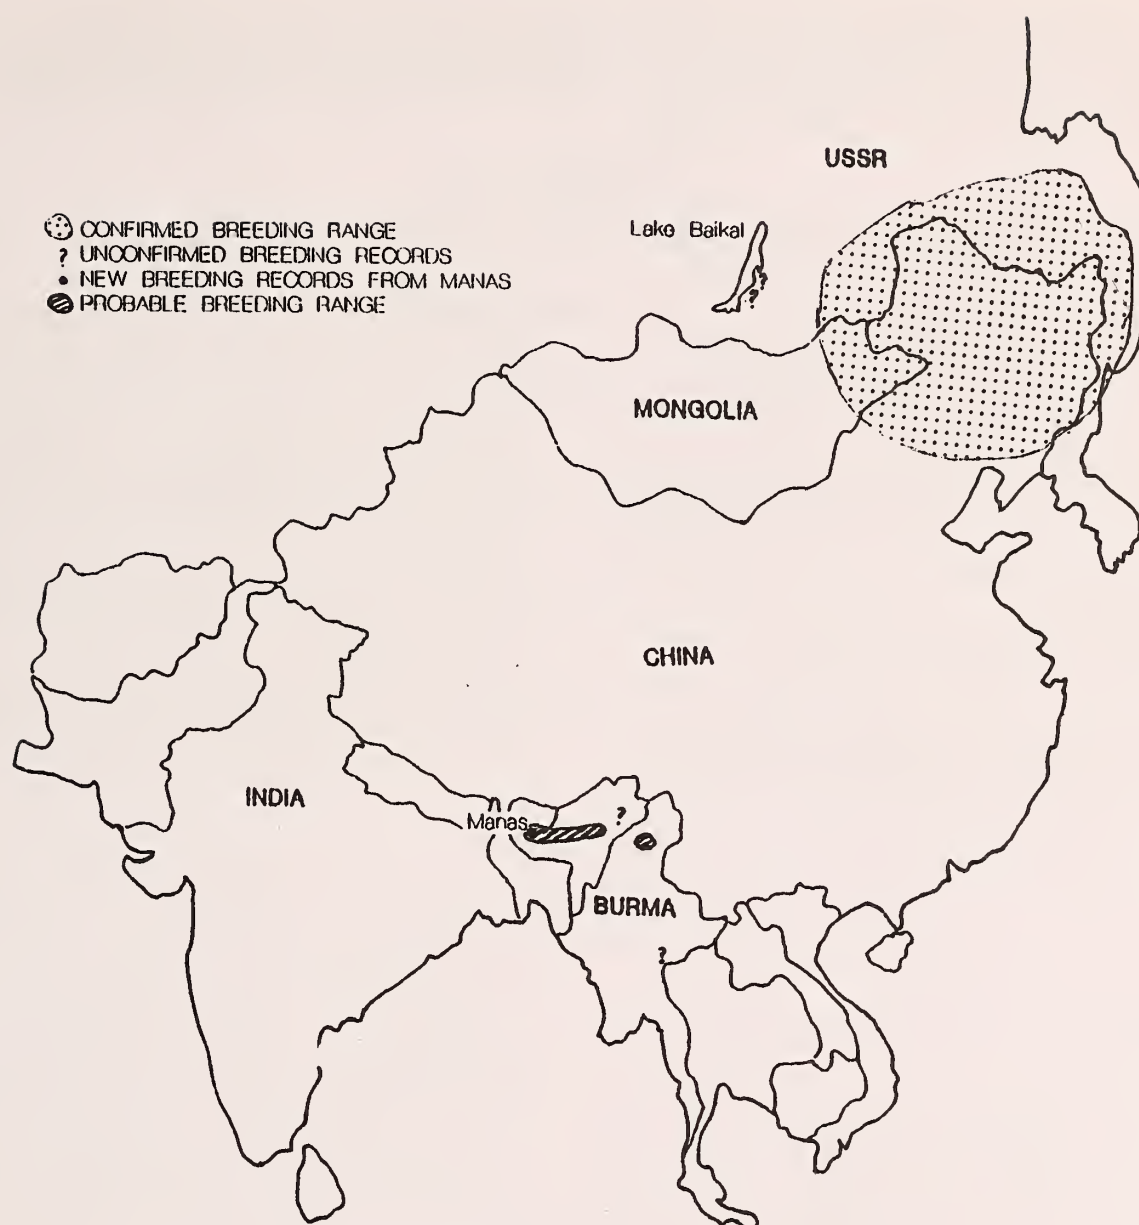 USSR
Lake Baikal
CONFIRMED BREEDING RANGE
? UNCONFIRMED BREEDING RECORDS
• NEW BREEDING RECORDS FROM MANAS
PROBABLE BREEDING RANGE
? ?
?
MONGOLIA
CHINA
INDIA
Manas
?
BURMA
?